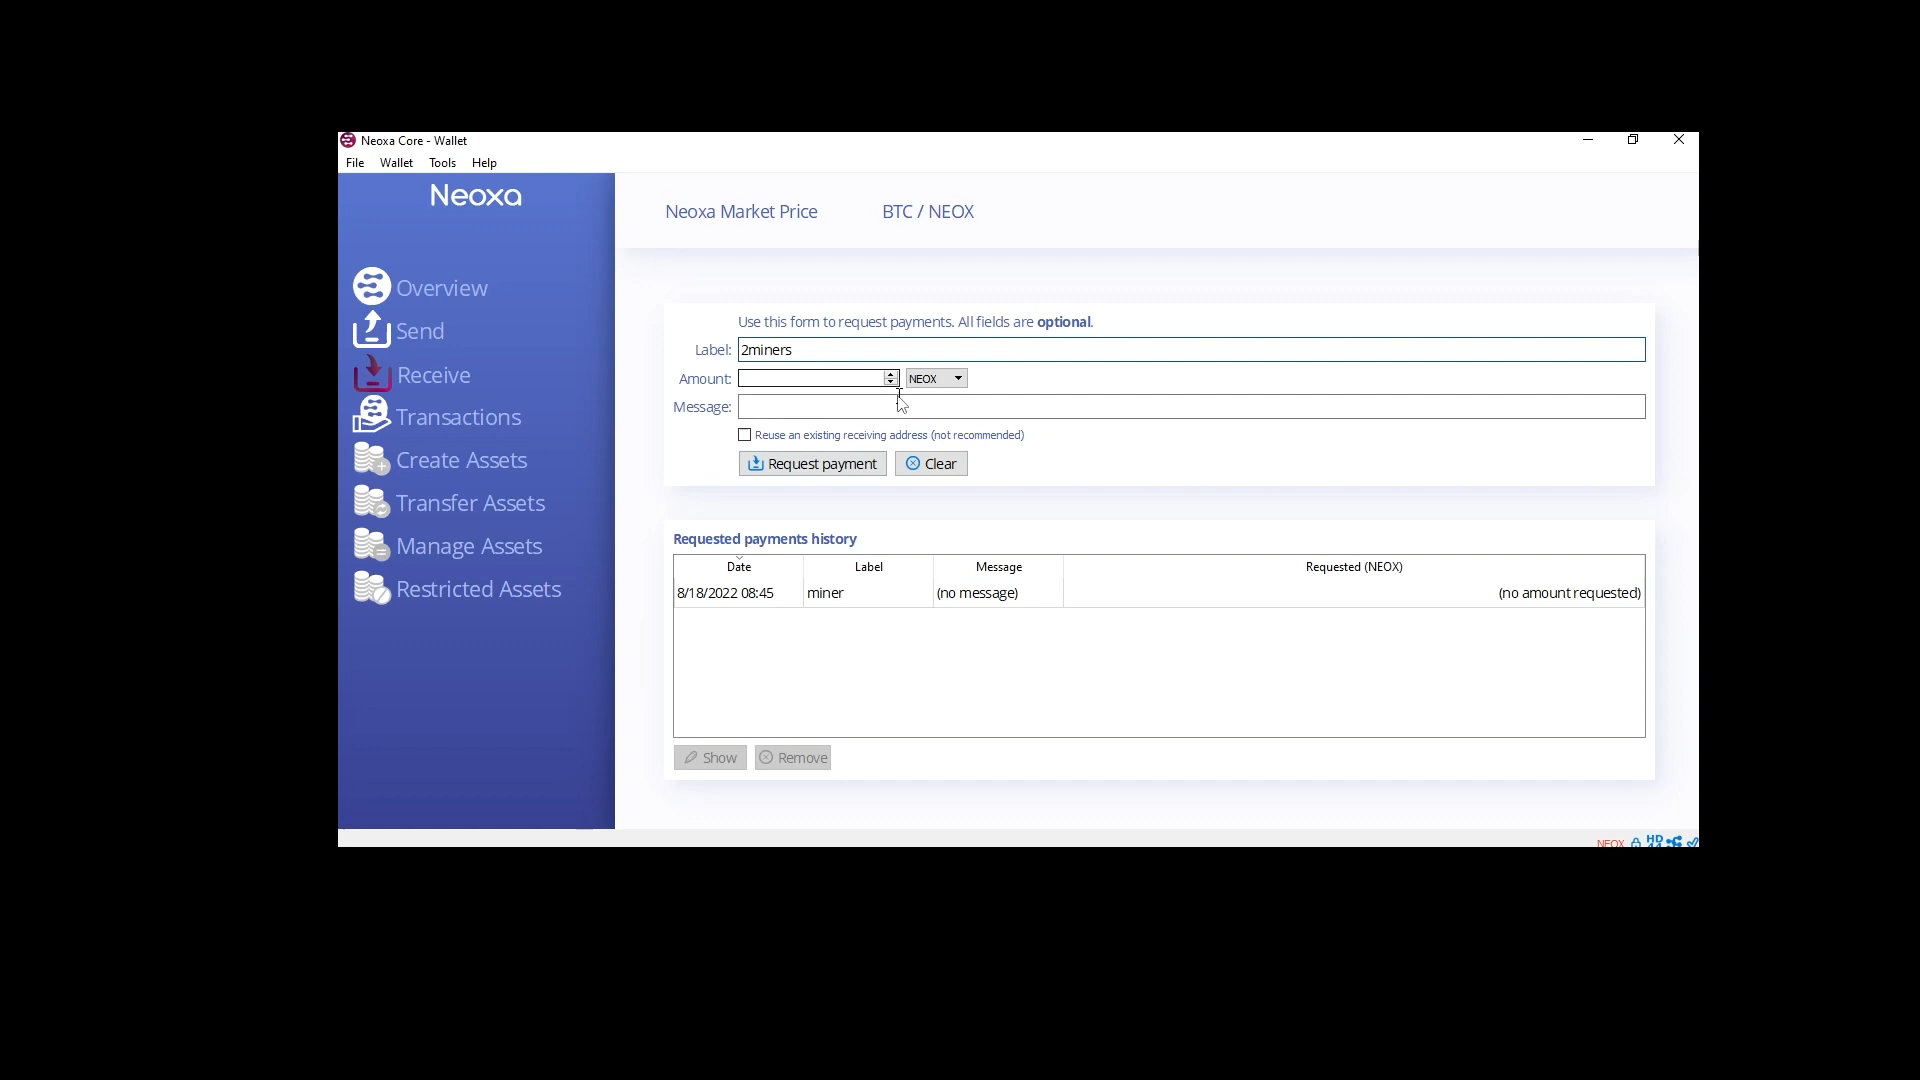 Neoxa Core - Wallet
File Wallet Tools Help
Neoxa
Neoxa Market Price BTC / NEOX
Overview
Send
Receive
Transactions
Create Assets
Transfer Assets
Manage Assets
Restricted Assets
Use this form to request payments. All fields are optional.
Label: 2miners
Amount: NEOX
Message:
Reuse an existing receiving address (not recommended)
Request payment Clear
Requested payments history
Date Label Message Requested (NEOX)
8/18/2022 08:45 miner (no message) (no amount requested)
Show Remove
NEOX HD